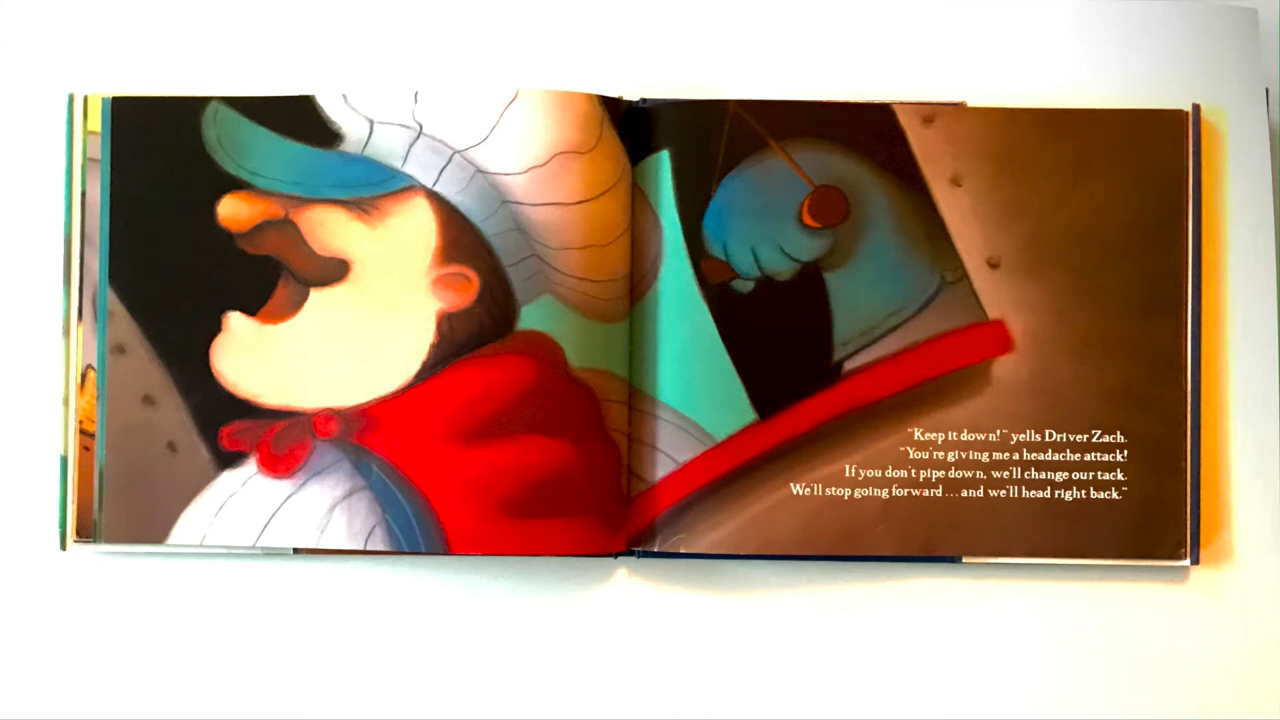 "Keep it down!" yells Driver Zach.
"You're giving me a headache attack!
If you don't pipe down, we'll change our tack.
We'll stop going forward...and we'll head right back."